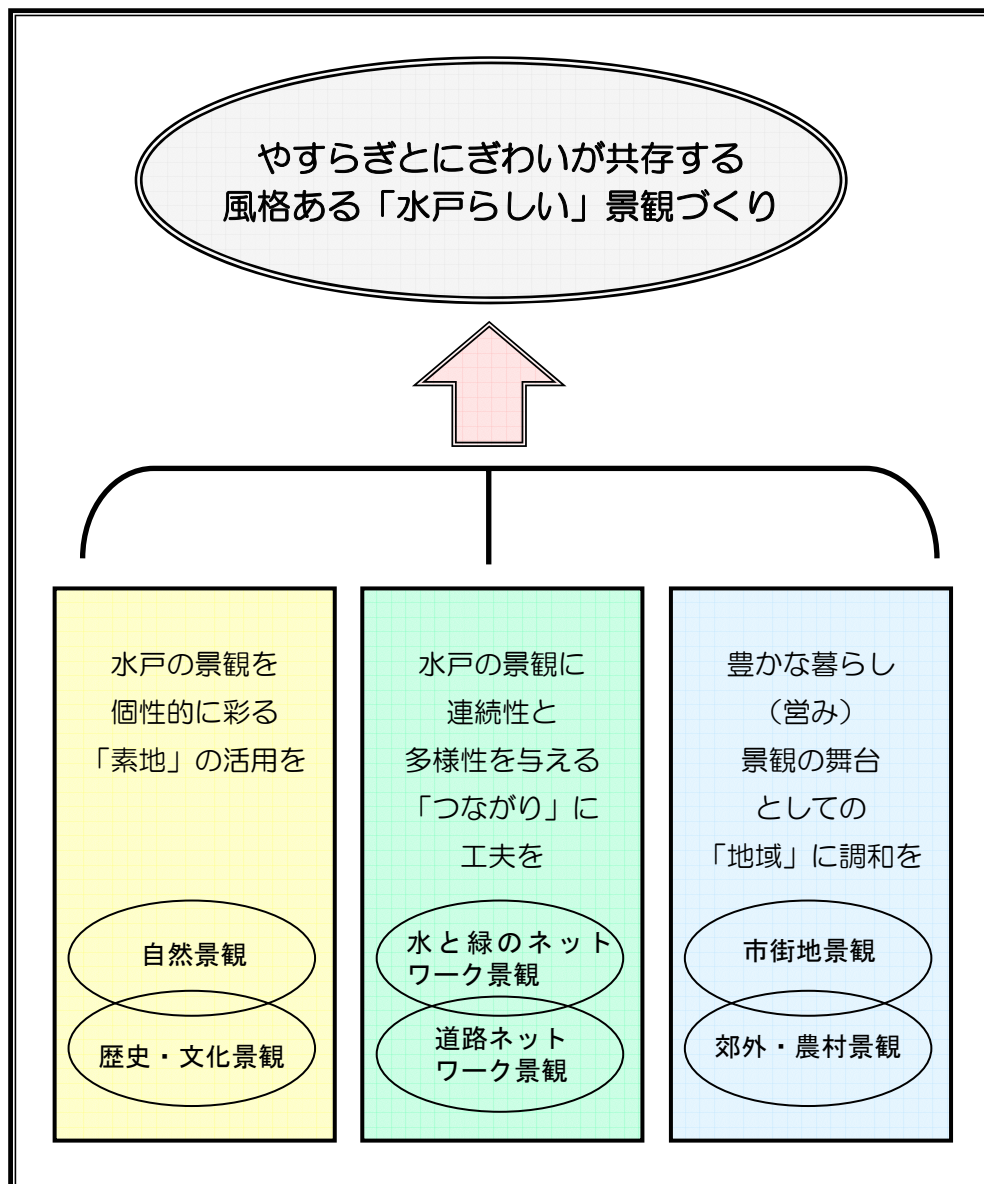 やすらぎとにぎわいが共存する
風格ある「水戸らしい」景観づくり
水戸の景観を
個性的に彩る
「素地」の活用を
自然景観
歴史・文化景観
水戸の景観に
連続性と
多様性を与える
「つながり」に
工夫を
水と緑のネット
ワーク景観
道路ネット
ワーク景観
豊かな暮らし
（営み）
景観の舞台
としての
「地域」に調和を
市街地景観
郊外・農村景観